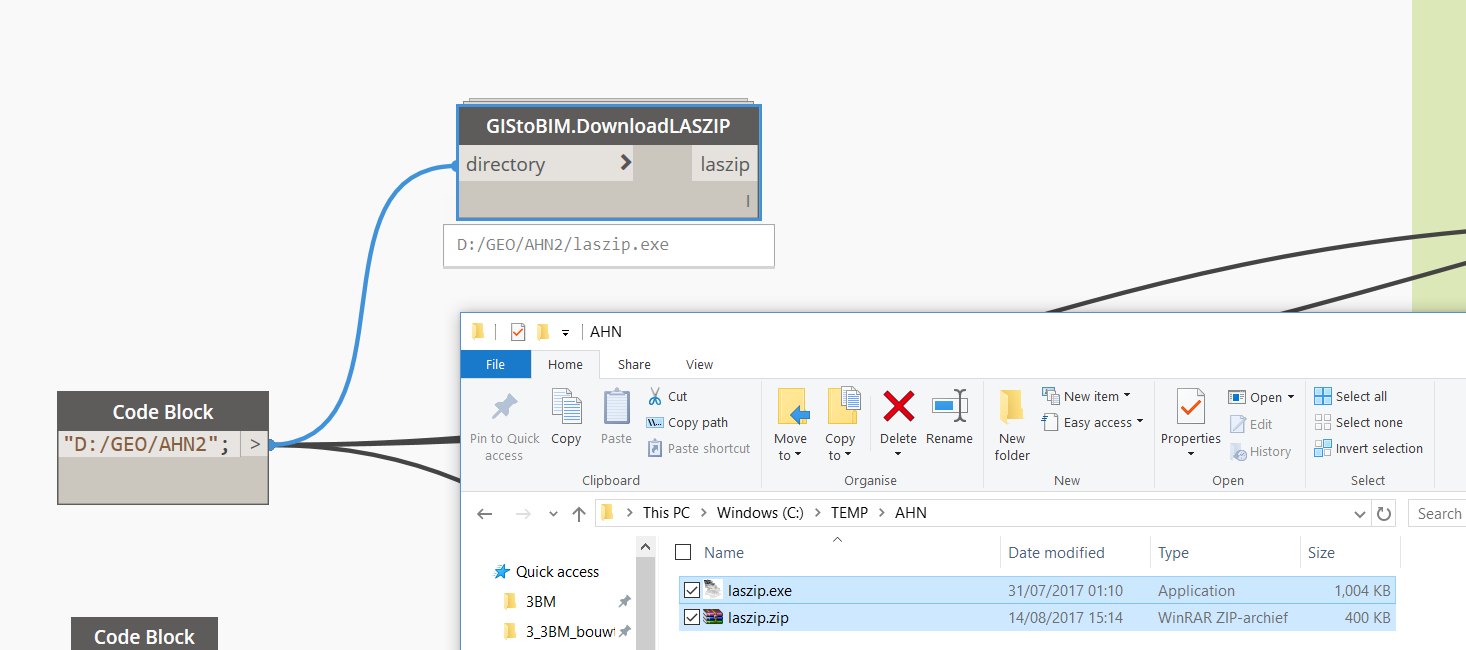 GIStoBIM.DownloadLASZIP
directory > laszip
l
D:/GEO/AHN2/laszip.exe
Code Block
"D:/GEO/AHN2"; >
Code Block
AHN
File Home Share View
Pin to Quick access
Copy
Paste
Cut
Copy path
Paste shortcut
Clipboard
Move to
Copy to
Delete
Rename
Organise
New folder
New item
Easy access
New
Properties
Open
Edit
History
Open
Select all
Select none
Invert selection
Select
This PC > Windows (C:) > TEMP > AHN
Search
Quick access
3BM
3_3BM_bouw
Name Date modified Type Size
laszip.exe 31/07/2017 01:10 Application 1,004 KB
laszip.zip 14/08/2017 15:14 WinRAR ZIP-archief 400 KB